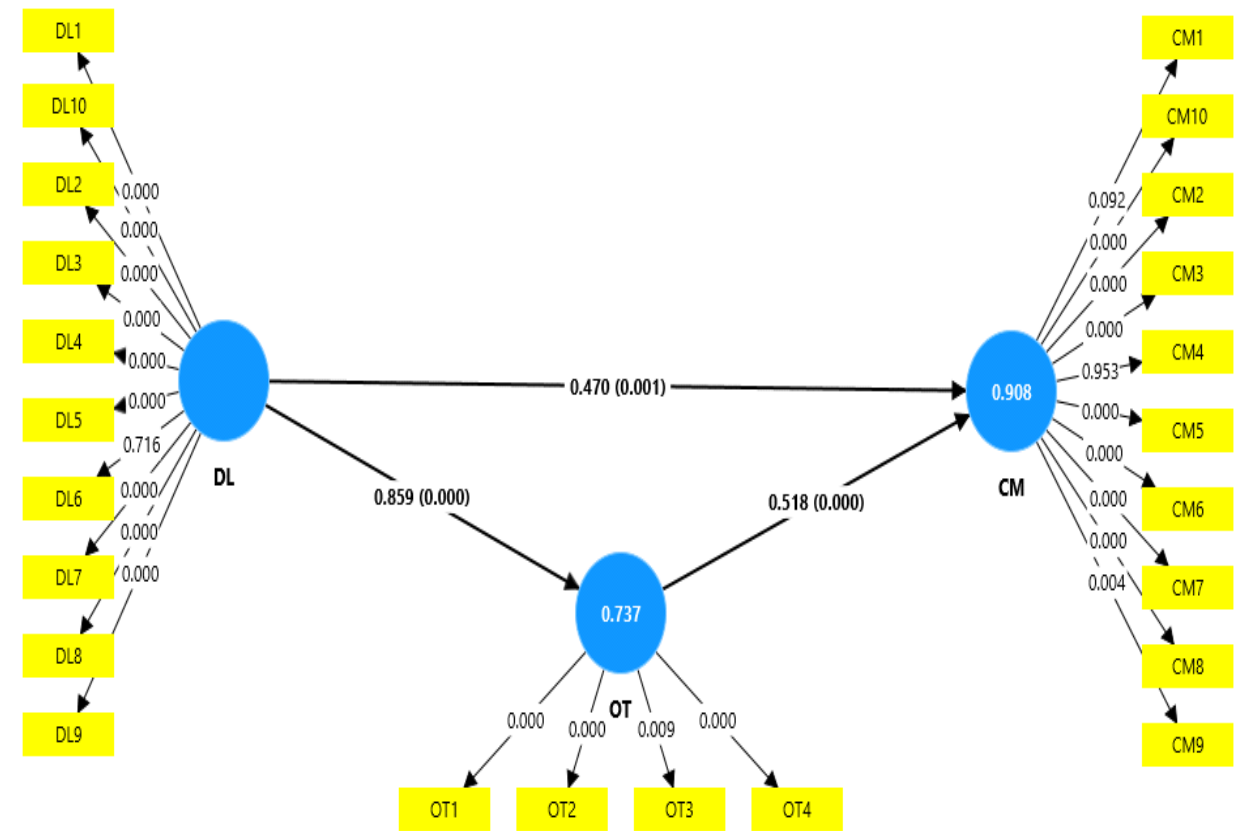 DL1
DL10
DL2
DL3
DL4
DL5
DL6
DL7
DL8
DL9
0.000
0.000
0.000
0.000
0.000
0.000
0.716
0.000
0.000
0.000
DL
0.470 (0.001)
0.859 (0.000)
0.518 (0.000)
0.737
OT
0.000
0.000
0.009
0.000
OT1
OT2
OT3
OT4
0.908
CM
0.092
0.000
0.000
0.000
0.953
0.000
0.000
0.000
0.000
0.004
CM1
CM10
CM2
CM3
CM4
CM5
CM6
CM7
CM8
CM9